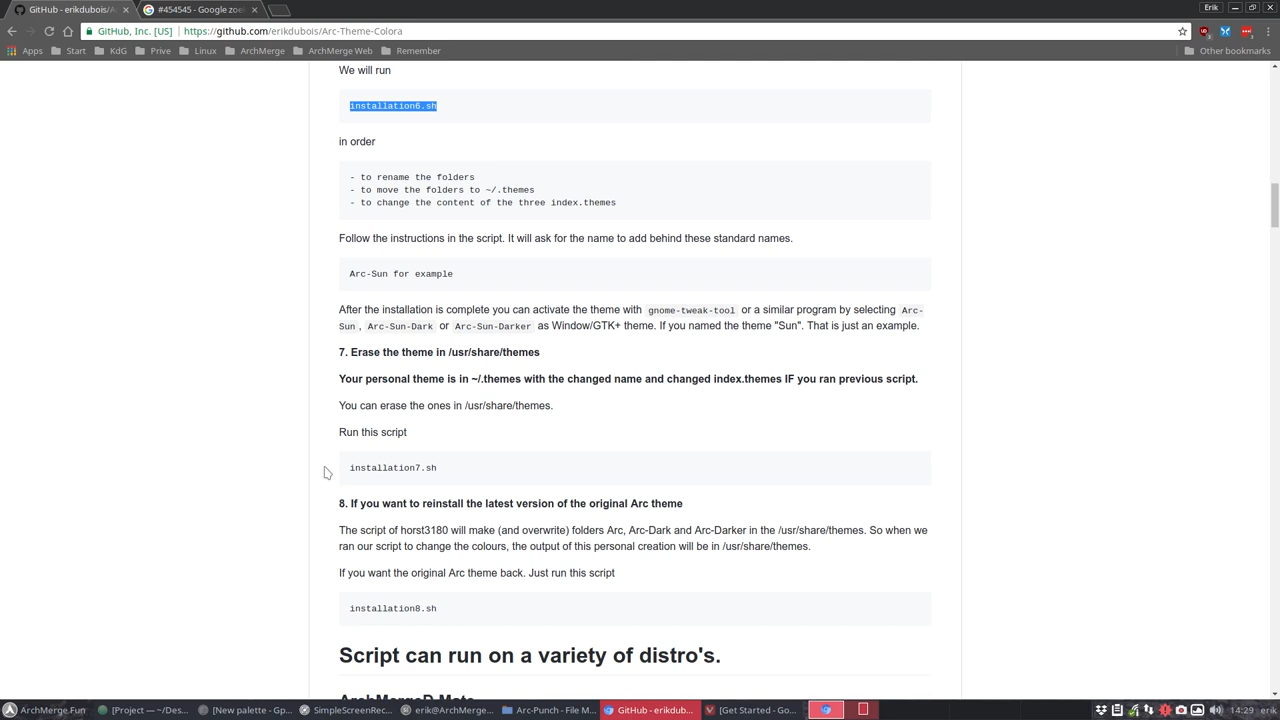 GitHub - erikdubois/Arc-T
#454545 - Google zoe
Erik
GitHub, Inc. [US]
https://github.com/erikdubois/Arc-Theme-Colora
Apps
Start
KdG
Prive
Linux
ArchMerge
ArchMerge Web
Remember
Other bookmarks
We will run
installation6.sh
in order
- to rename the folders
- to move the folders to ~/.themes
- to change the content of the three index.themes
Follow the instructions in the script. It will ask for the name to add behind these standard names.
Arc-Sun for example
After the installation is complete you can activate the theme with gnome-tweak-tool or a similar program by selecting Arc-
Sun , Arc-Sun-Dark or Arc-Sun-Darker as Window/GTK+ theme. If you named the theme "Sun". That is just an example.
7. Erase the theme in /usr/share/themes
Your personal theme is in ~/.themes with the changed name and changed index.themes IF you ran previous script.
You can erase the ones in /usr/share/themes.
Run this script
installation7.sh
8. If you want to reinstall the latest version of the original Arc theme
The script of horst3180 will make (and overwrite) folders Arc, Arc-Dark and Arc-Darker in the /usr/share/themes. So when we
ran our script to change the colours, the output of this personal creation will be in /usr/share/themes.
If you want the original Arc theme back. Just run this script
installation8.sh
Script can run on a variety of distro's.
ArchMergeD Mate
ArchMerge Fun
[Project — ~/Des...
[New palette - Gp...
SimpleScreenRec...
erik@ArchMerge...
Arc-Punch - File M...
GitHub - erikdub...
[Get Started - Go...
14:29
erik